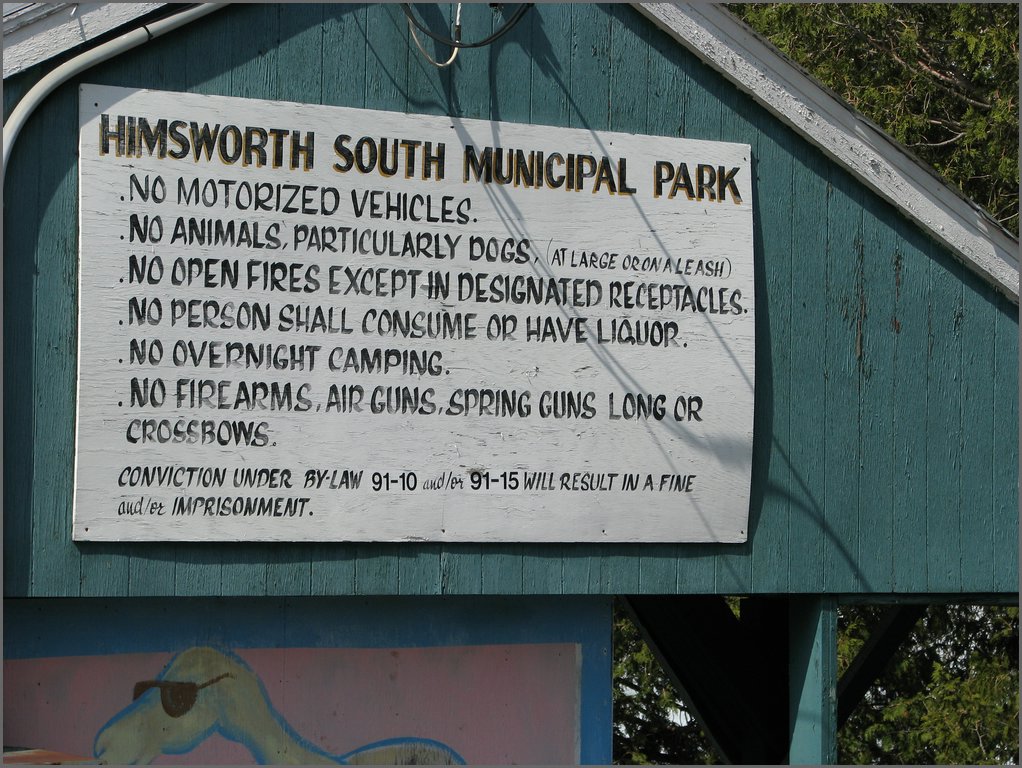 HIMSWORTH SOUTH MUNICIPAL PARK
. NO MOTORIZED VEHICLES.
. NO ANIMALS, PARTICULARLY DOGS, (AT LARGE OR ON A LEASH)
. NO OPEN FIRES EXCEPT IN DESIGNATED RECEPTACLES.
. NO PERSON SHALL CONSUME OR HAVE LIQUOR.
. NO OVERNIGHT CAMPING.
. NO FIREARMS, AIR GUNS, SPRING GUNS LONG OR
CROSSBOWS.
CONVICTION UNDER BY-LAW 91-10 and/or 91-15 WILL RESULT IN A FINE
and/or IMPRISONMENT.